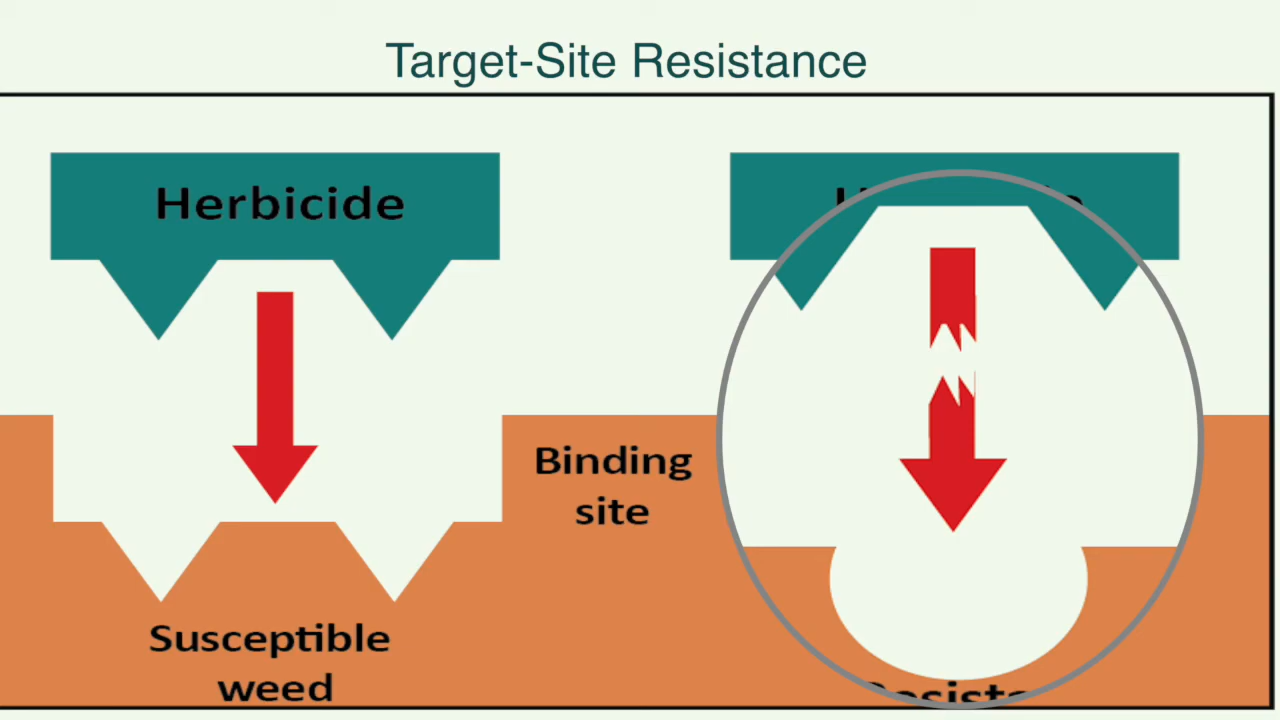 Target-Site Resistance
Herbicide
Binding
site
Susceptible
weed